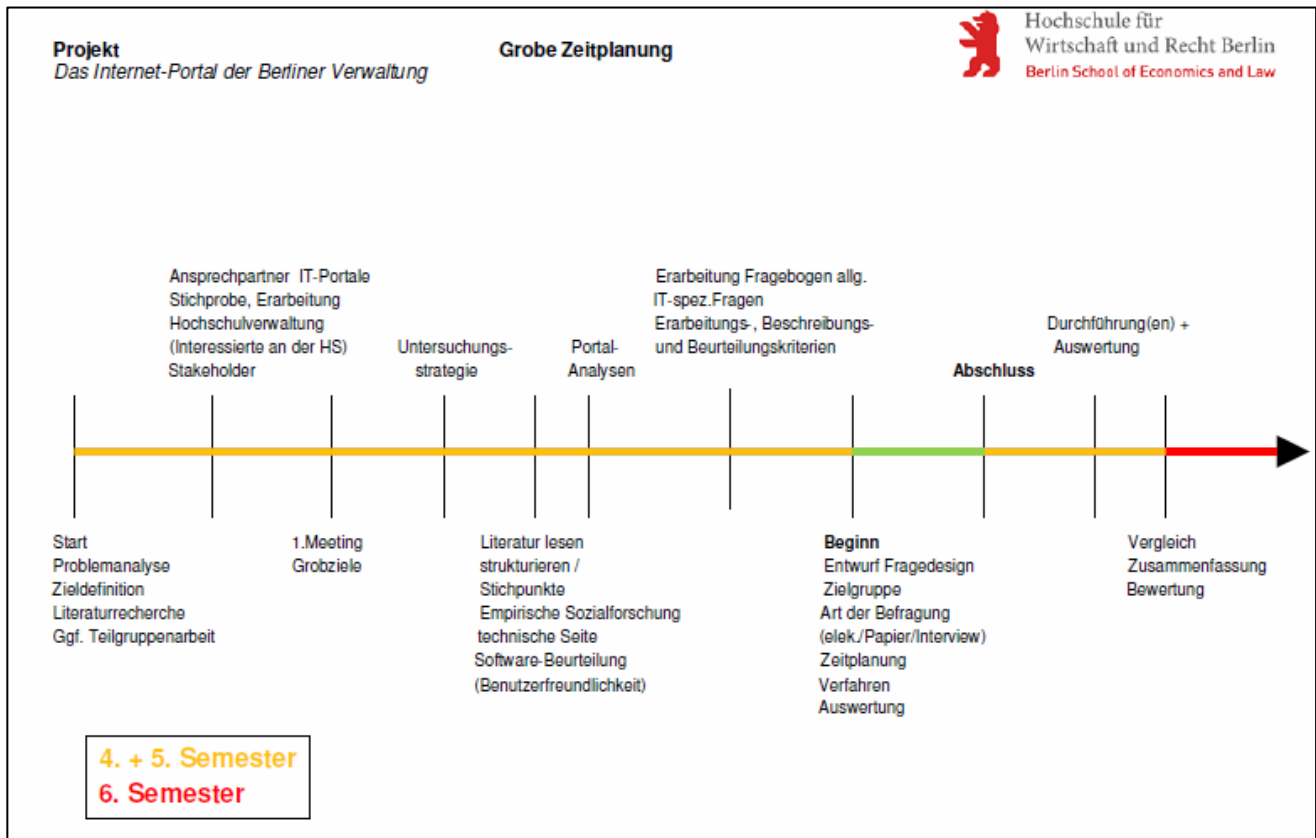 Projekt
Das Internet-Portal der Berliner Verwaltung
Grobe Zeitplanung
Hochschule für
Wirtschaft und Recht Berlin
Berlin School of Economics and Law
Ansprechpartner IT-Portale
Stichprobe, Erarbeitung
Hochschulverwaltung
(Interessierte an der HS)
Stakeholder
Untersuchungs-
strategie
Portal-
Analysen
Erarbeitung Fragebogen allg.
IT-spez.Fragen
Erarbeitungs-, Beschreibungs-
und Beurteilungskriterien
Abschluss
Durchführung(en) +
Auswertung
Start
Problemanalyse
Zieldefinition
Literaturrecherche
Ggf. Teilgruppenarbeit
1.Meeting
Grobziele
Literatur lesen
strukturieren /
Stichpunkte
Empirische Sozialforschung
technische Seite
Software-Beurteilung
(Benutzerfreundlichkeit)
Beginn
Entwurf Fragedesign
Zielgruppe
Art der Befragung
(elek./Papier/Interview)
Zeitplanung
Verfahren
Auswertung
Vergleich
Zusammenfassung
Bewertung
4. + 5. Semester
6. Semester